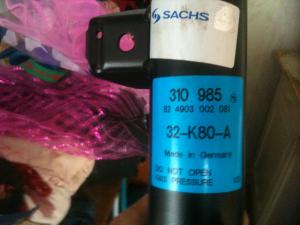 SACHS
310 985
82 4903 002 081
32-K80-A
Made in Germany
DO NOT OPEN
GAS PRESSURE